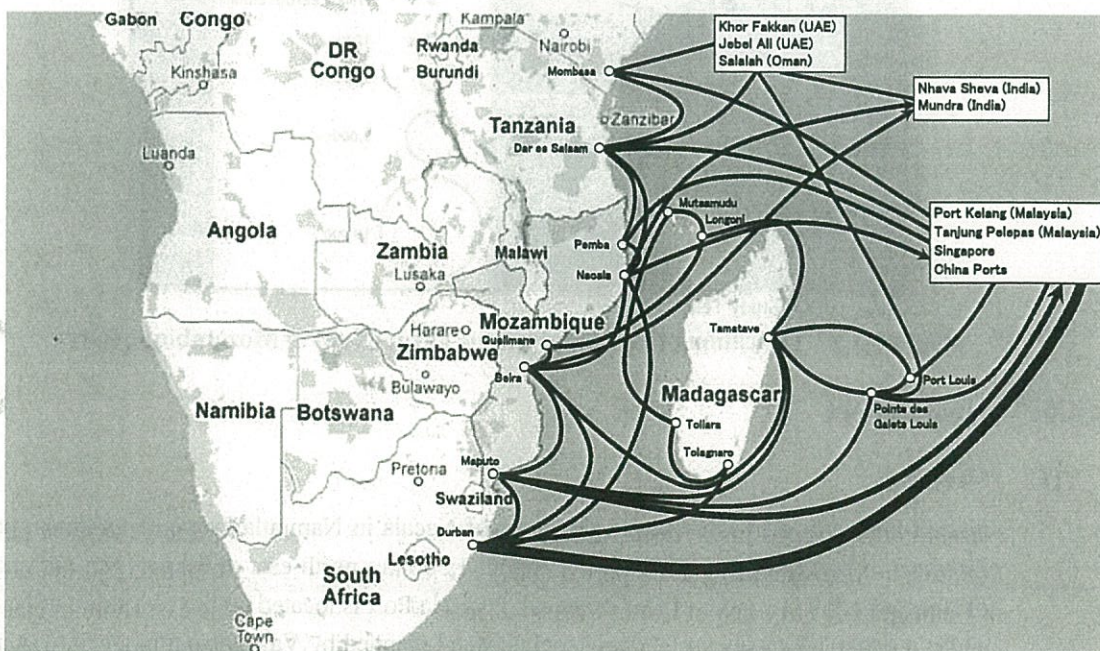 Gabon
Congo
Kampala
Khor Fakkan (UAE)
Jebel Ali (UAE)
Salalah (Oman)
DR
Congo
Rwanda
Nairobi
Burundi
Kinshasa
Mombasa
Nhava Sheva (India)
Mundra (India)
Tanzania
Zanzibar
Dar es Salaam
Luanda
Mutsamudu
Longoni
Port Kelang (Malaysia)
Tanjung Pelepas (Malaysia)
Singapore
China Ports
Angola
Zambia
Malawi
Pemba
Lusaka
Nacala
Harare
Mozambique
Quelimane
Tamatave
Zimbabwe
Beira
Bulawayo
Port Louis
Namibia
Botswana
Madagascar
Pointe des
Galets Louis
Toliara
Maputo
Tolagnaro
Pretoria
Swaziland
Durban
Lesotho
South
Africa
Cape
Town